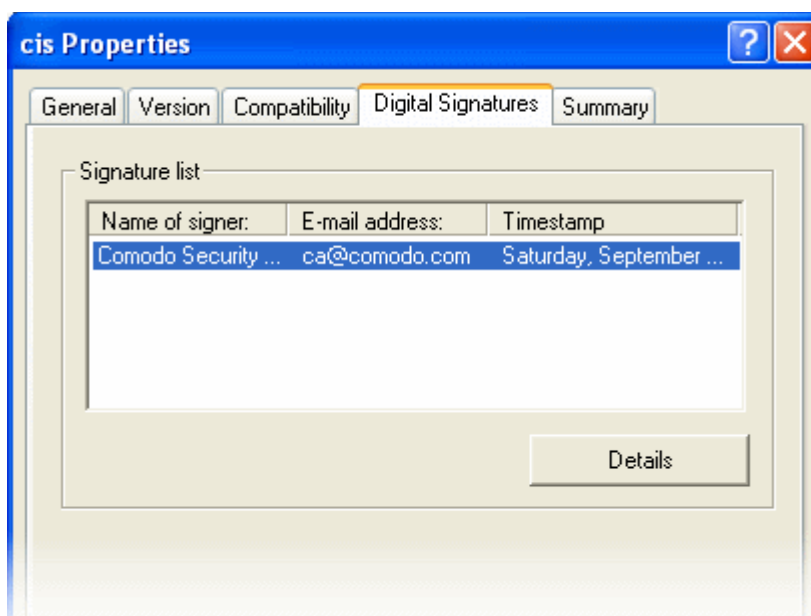 cis Properties
General Version Compatibility Digital Signatures Summary
Signature list
Name of signer: E-mail address: Timestamp
Comodo Security ... ca@comodo.com Saturday, September ...
Details